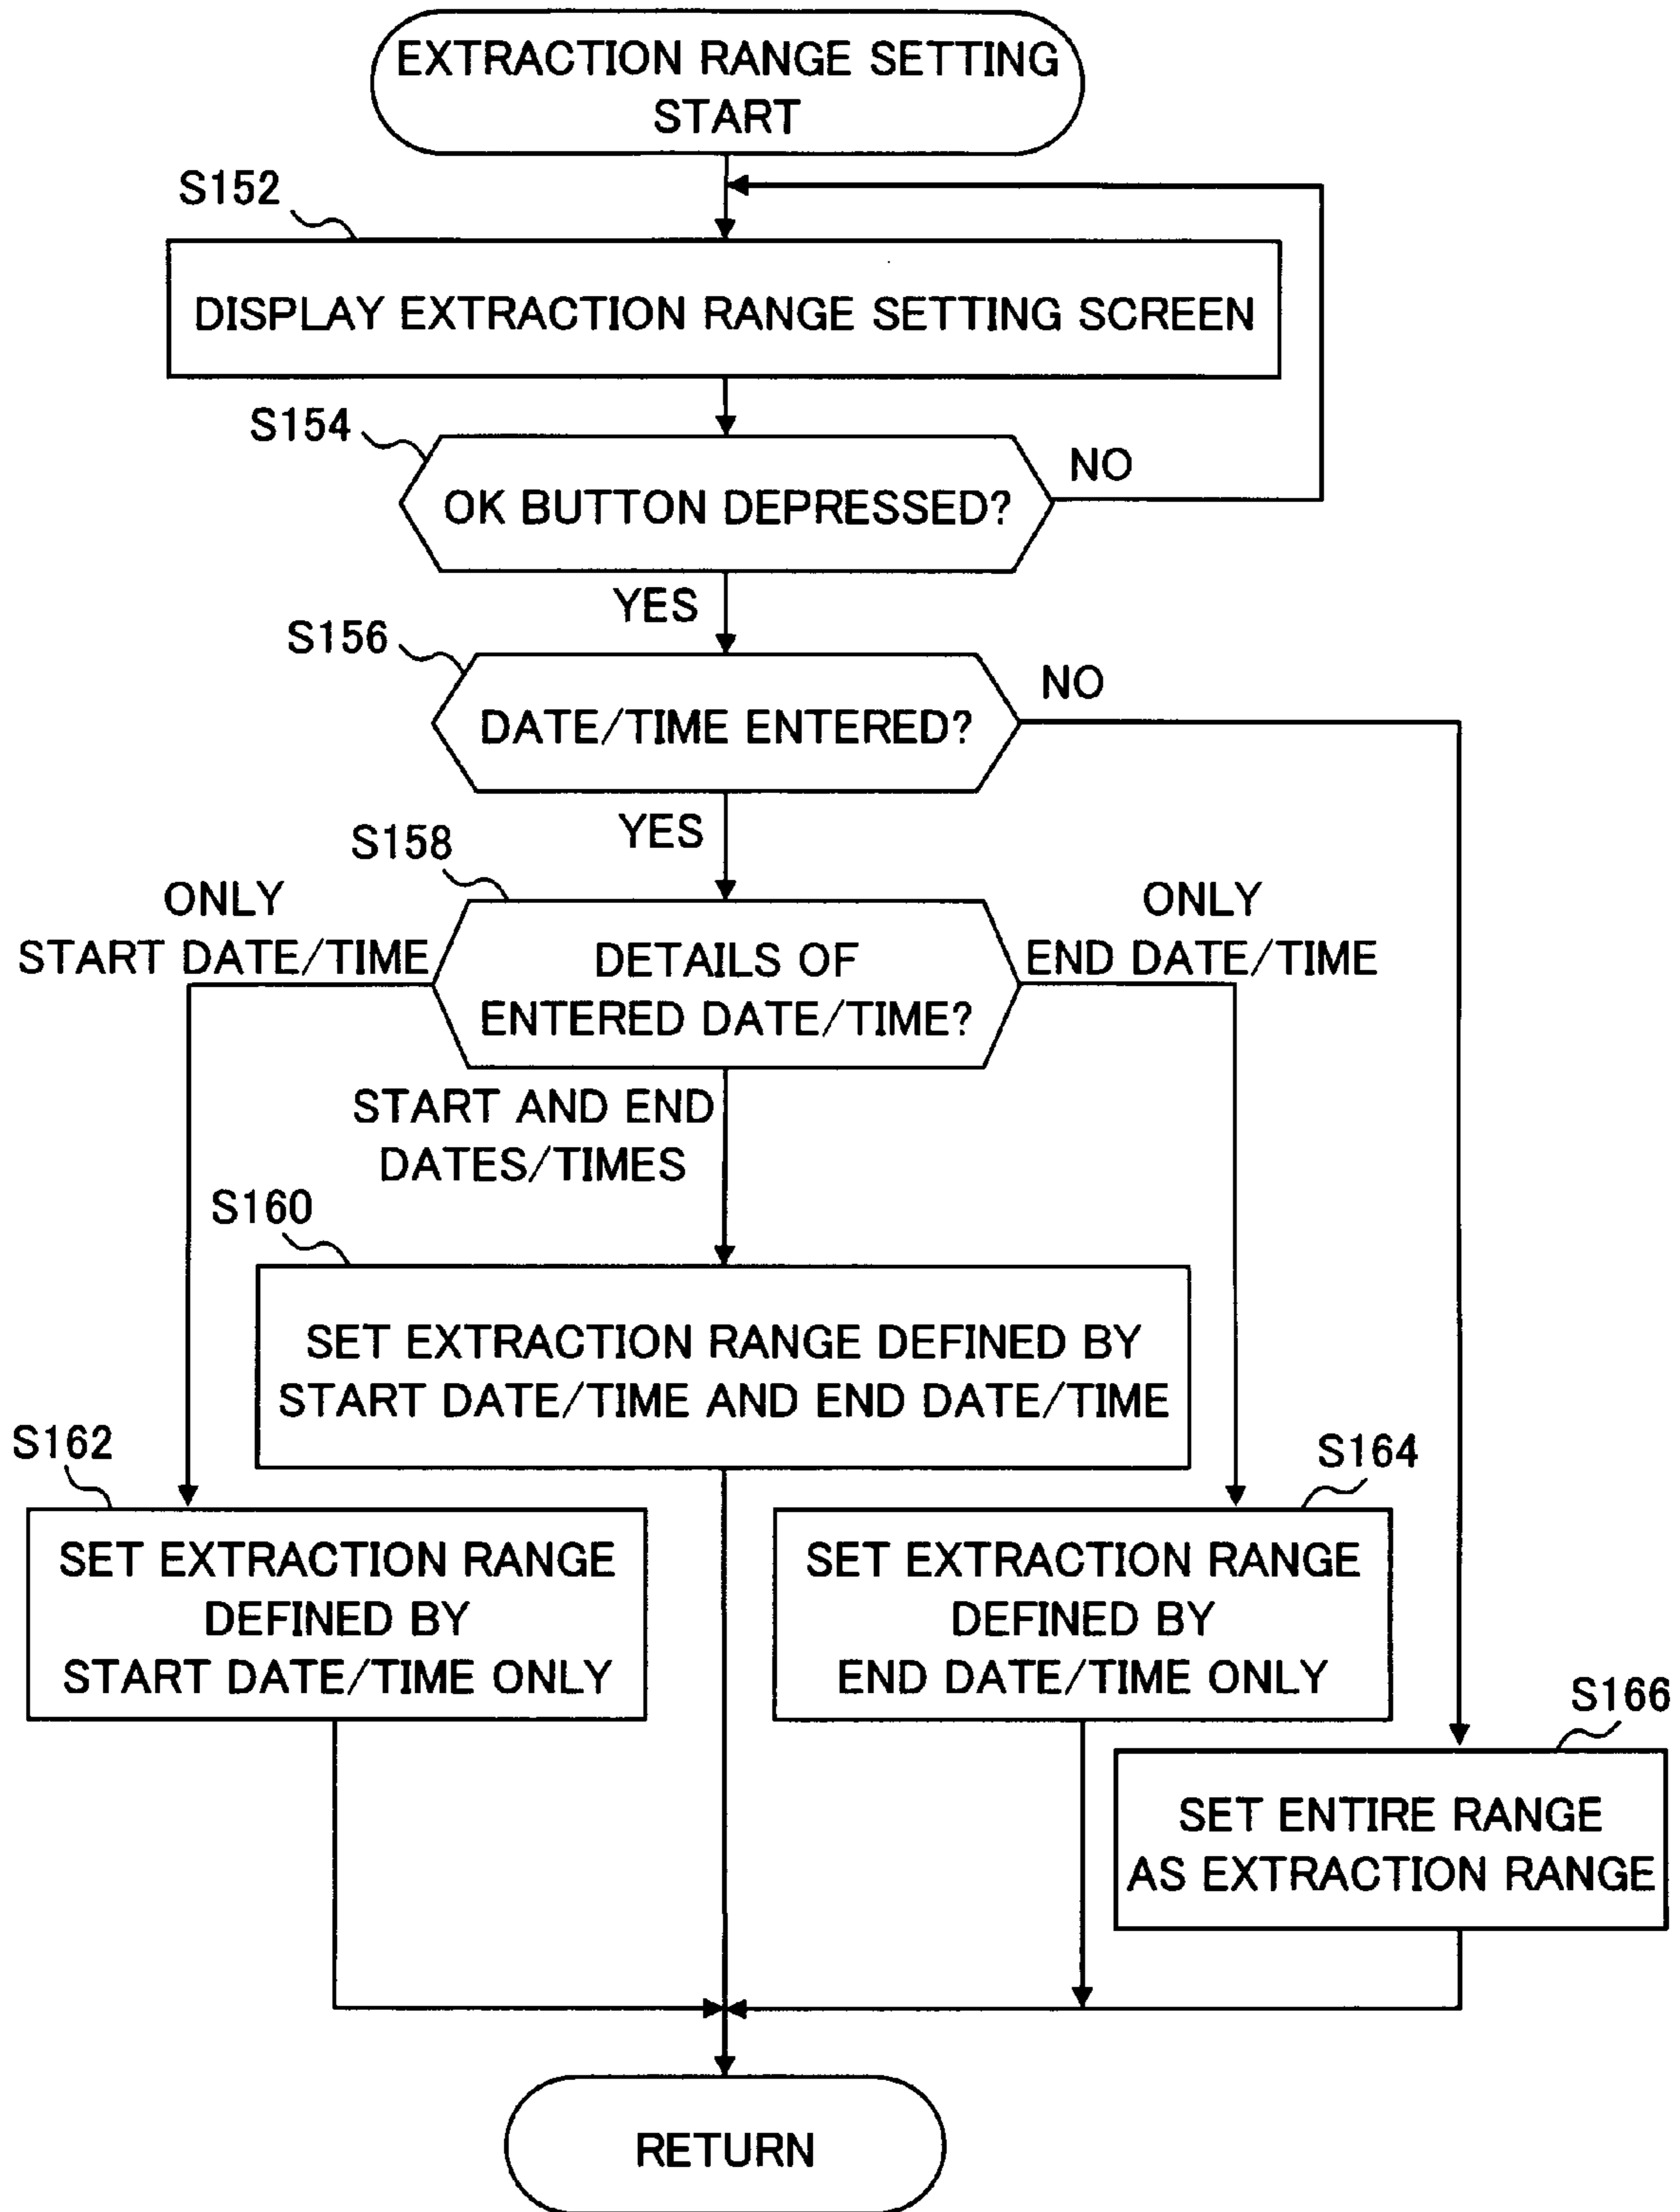 EXTRACTION RANGE SETTING
START
S152
DISPLAY EXTRACTION RANGE SETTING SCREEN
S154
NO
OK BUTTON DEPRESSED?
YES
S156
NO
DATE/TIME ENTERED?
YES
S158
ONLY
START DATE/TIME
ONLY
END DATE/TIME
DETAILS OF
ENTERED DATE/TIME?
START AND END
DATES/TIMES
S160
SET EXTRACTION RANGE DEFINED BY
START DATE/TIME AND END DATE/TIME
S162
SET EXTRACTION RANGE
DEFINED BY
START DATE/TIME ONLY
S164
SET EXTRACTION RANGE
DEFINED BY
END DATE/TIME ONLY
S166
SET ENTIRE RANGE
AS EXTRACTION RANGE
RETURN